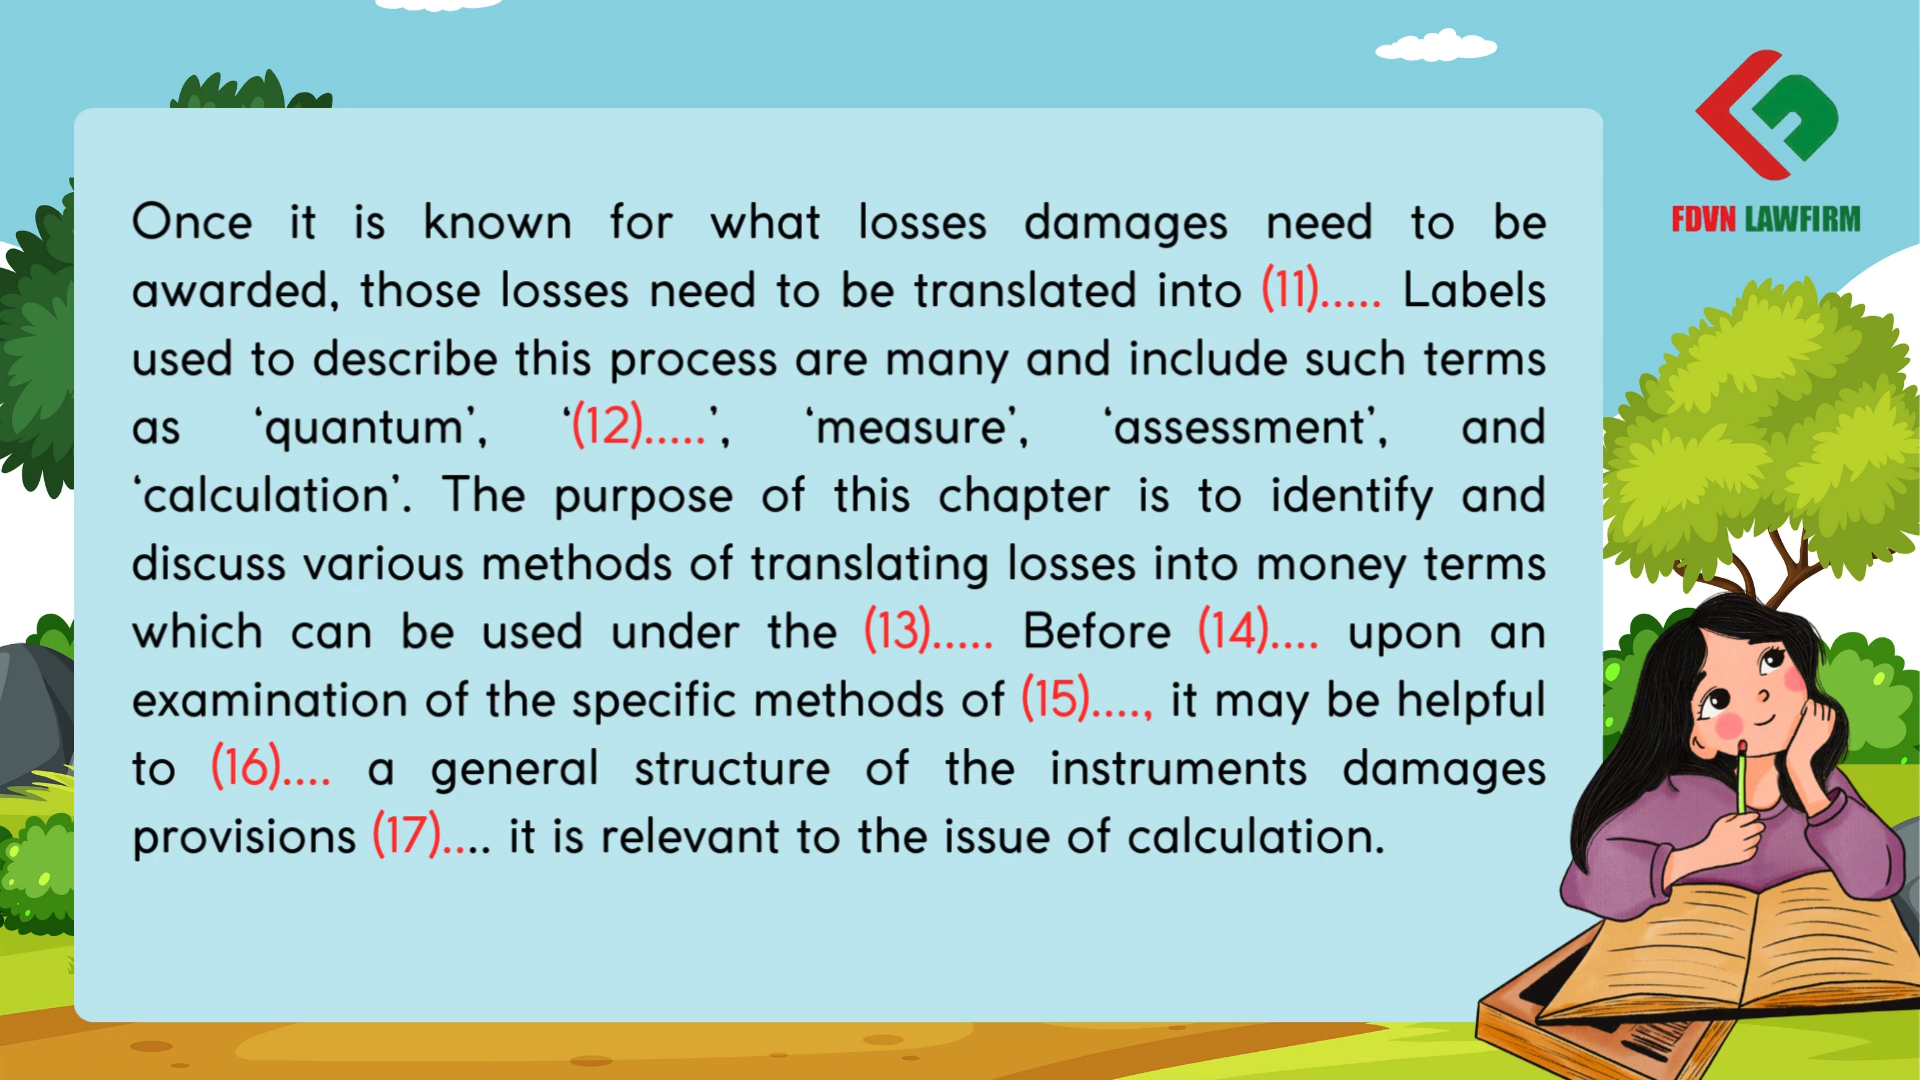 FDVN LAWFIRM
Once it is known for what losses damages need to be
awarded, those losses need to be translated into (11)..... Labels
used to describe this process are many and include such terms
as ‘quantum’, ‘(12).....’, ‘measure’, ‘assessment’, and
‘calculation’. The purpose of this chapter is to identify and
discuss various methods of translating losses into money terms
which can be used under the (13)..... Before (14).... upon an
examination of the specific methods of (15)...., it may be helpful
to (16).... a general structure of the instruments damages
provisions (17).... it is relevant to the issue of calculation.